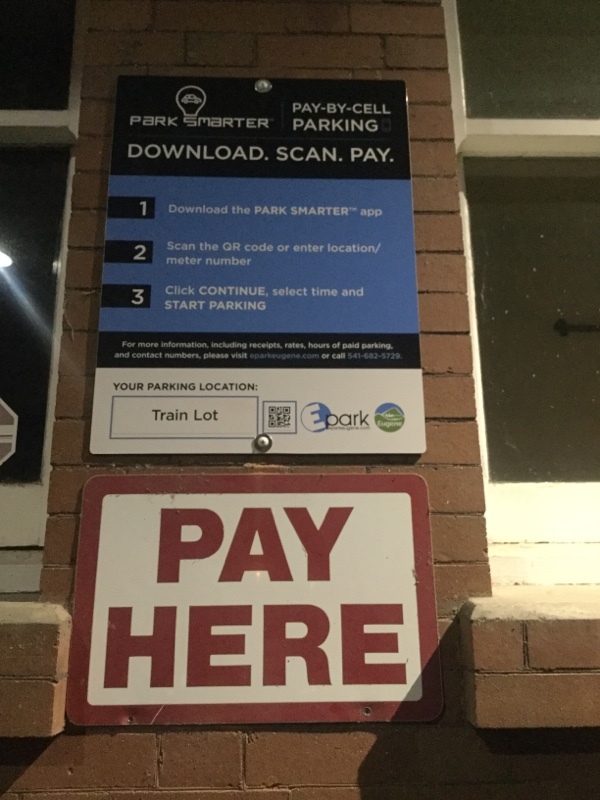 PARK SMARTER™
PAY-BY-CELL
PARKING
DOWNLOAD. SCAN. PAY.
1 Download the PARK SMARTER™ app
2 Scan the QR code or enter location/
meter number
3 Click CONTINUE, select time and
START PARKING
For more information, including receipts, rates, hours of paid parking,
and contact numbers, please visit eparkeugene.com or call 541-682-5729.
YOUR PARKING LOCATION:
Train Lot
Epark
Eugene
PAY
HERE